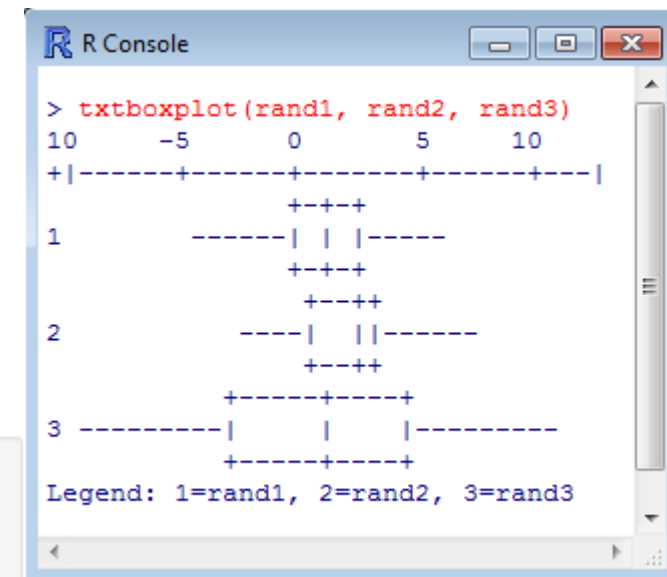 R Console
> txtboxplot(rand1, rand2, rand3)
10     -5      0       5      10
+|------+------+-------+------+---|
               +-+-+
1        ------| | |-----
               +-+-+
                +--++
2           ----|  ||------
                +--++
           +-----+----+
3 ---------|     |    |---------
           +-----+----+
Legend: 1=rand1, 2=rand2, 3=rand3